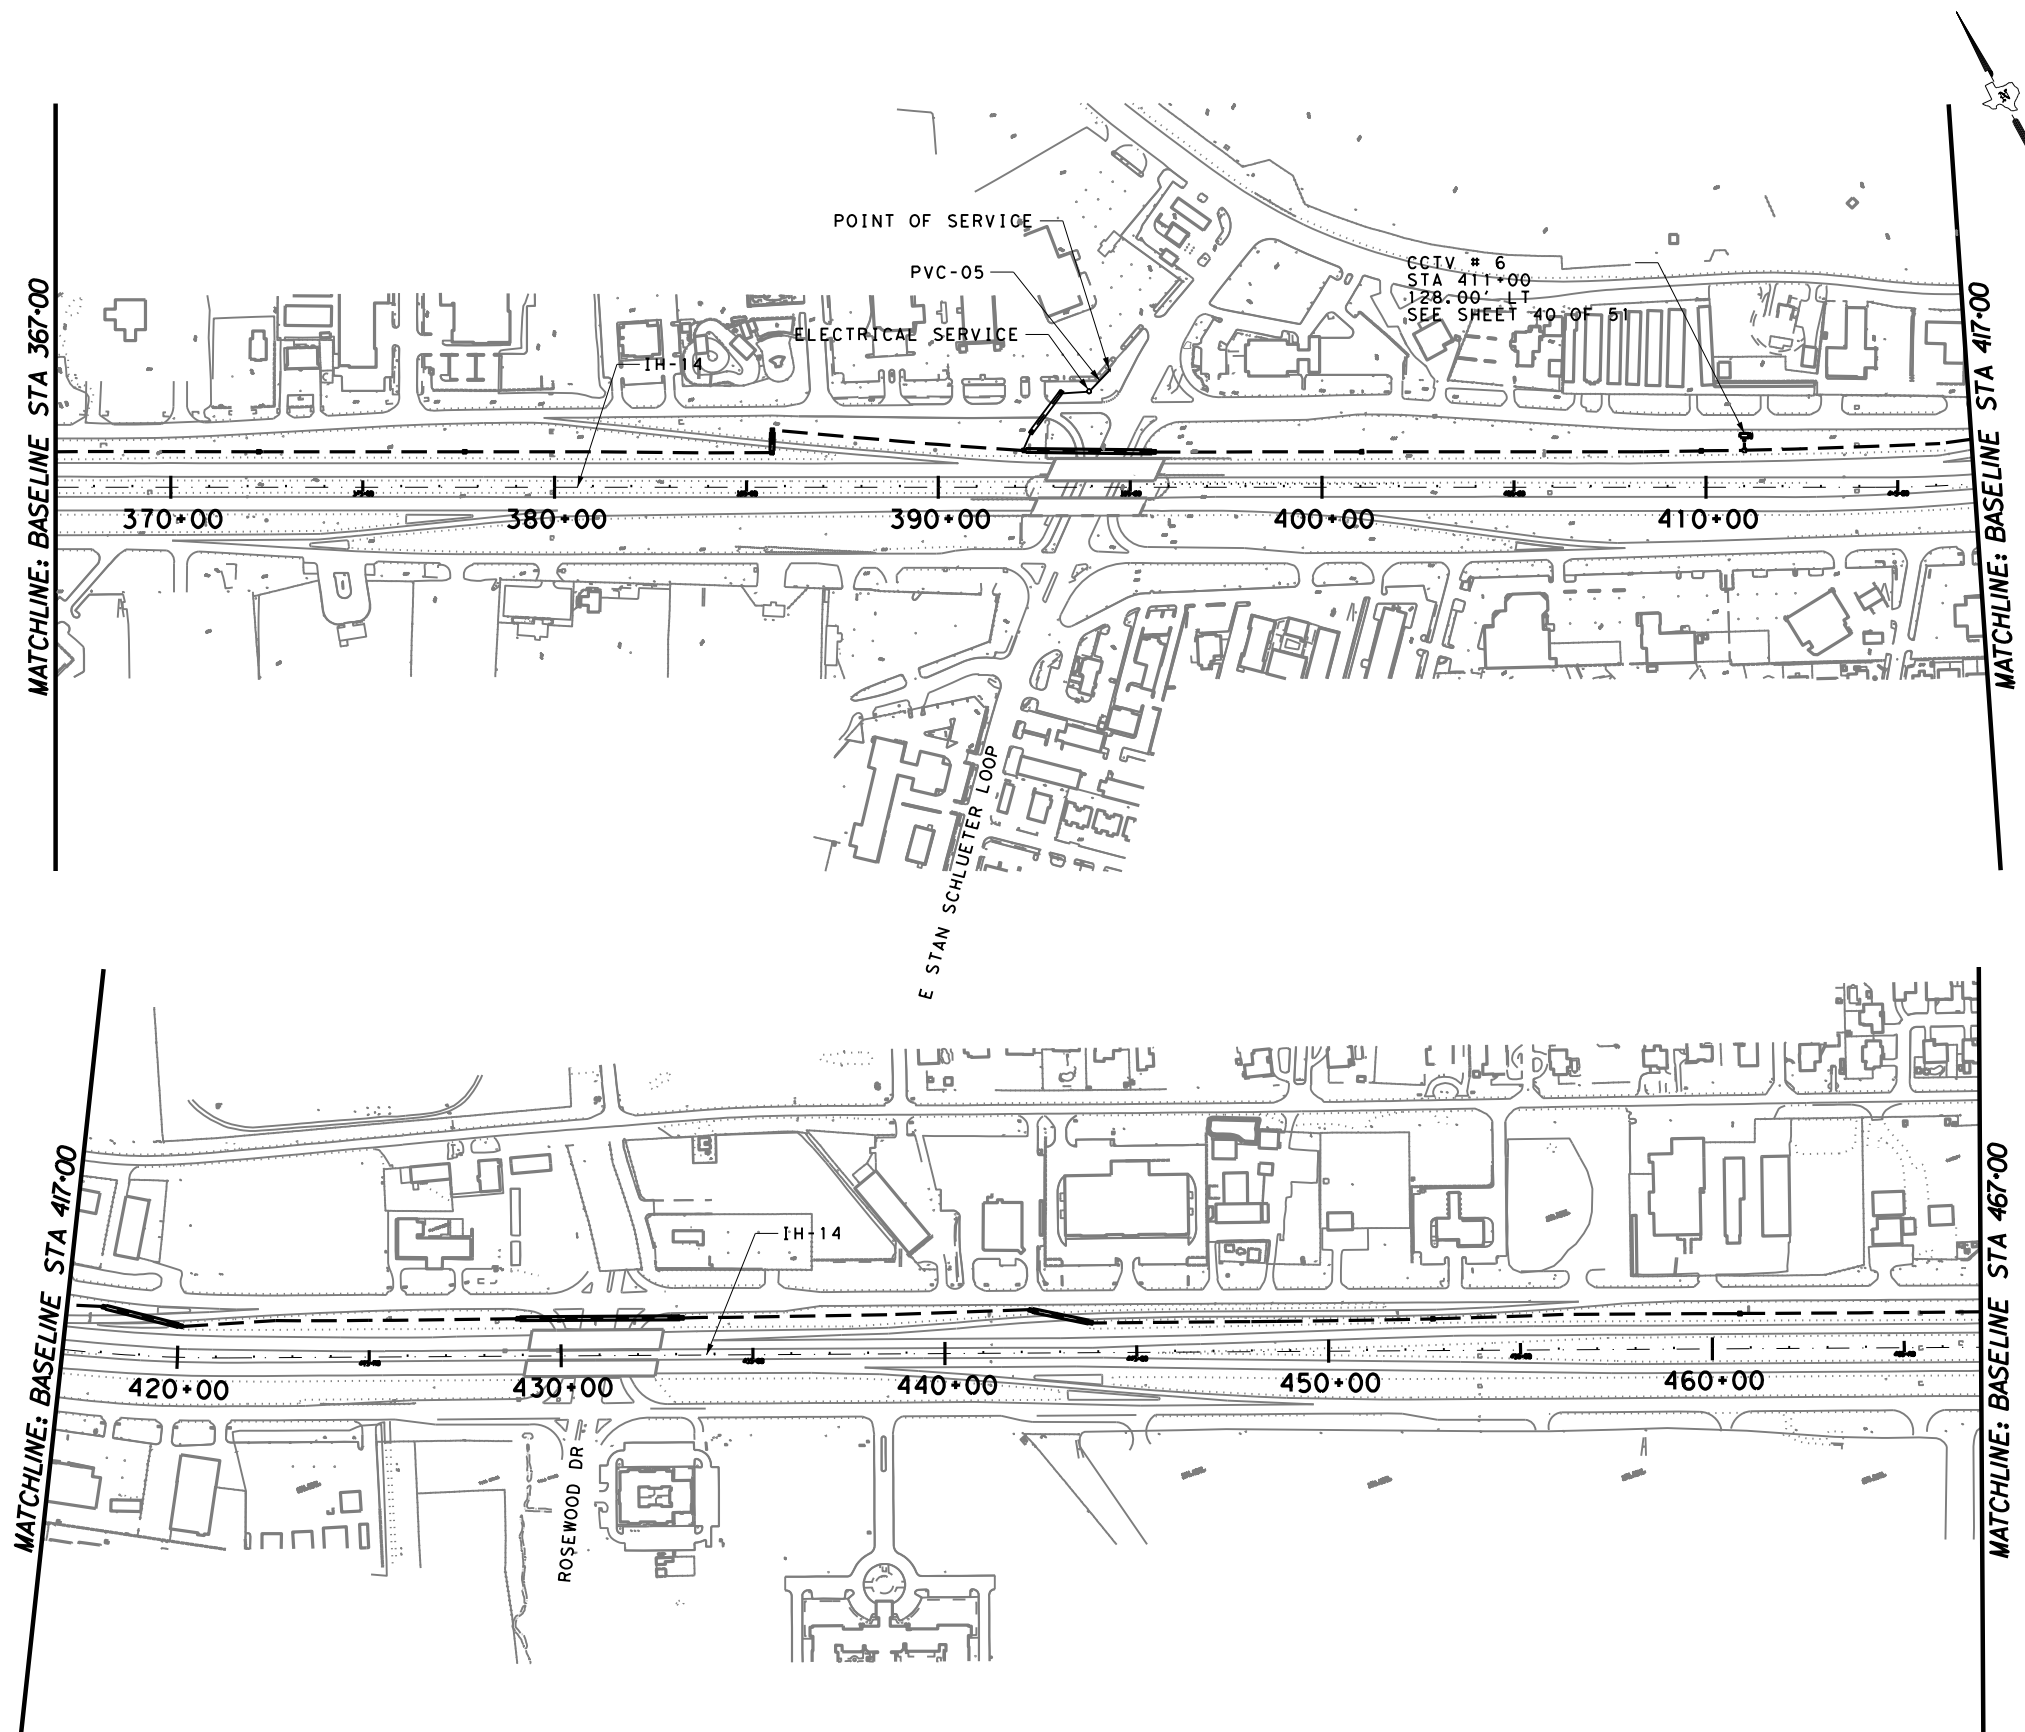 POINT OF SERVICE
PVC-05
ELECTRICAL SERVICE
IH-14
CCTV # 6
STA 411+00
128.00' LT
SEE SHEET 40 OF 51
MATCHLINE: BASELINE STA 367+00
MATCHLINE: BASELINE STA 417+00
370+00
380+00
390+00
400+00
410+00
E STAN SCHLUETER LOOP
MATCHLINE: BASELINE STA 417+00
MATCHLINE: BASELINE STA 467+00
IH-14
420+00
430+00
440+00
450+00
460+00
ROSEWOOD DR